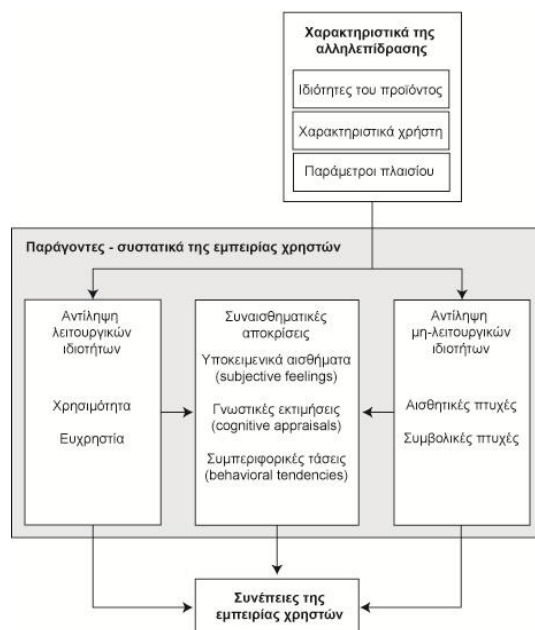 Χαρακτηριστικά της
αλληλεπίδρασης
Ιδιότητες του προϊόντος
Χαρακτηριστικά χρήστη
Παράμετροι πλαισίου
Παράγοντες - συστατικά της εμπειρίας χρηστών
Αντίληψη
λειτουργικών
ιδιοτήτων
Χρησιμότητα
Ευχρηστία
Συναισθηματικές
αποκρίσεις
Υποκειμενικά αισθήματα
(subjective feelings)
Γνωστικές εκτιμήσεις
(cognitive appraisals)
Συμπεριφορικές τάσεις
(behavioral tendencies)
Αντίληψη
μη-λειτουργικών
ιδιοτήτων
Αισθητικές πτυχές
Συμβολικές πτυχές
Συνέπειες της
εμπειρίας χρηστών